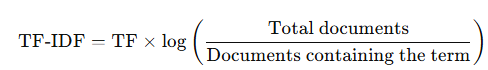 TF-IDF = TF × log ( Total documents / Documents containing the term )